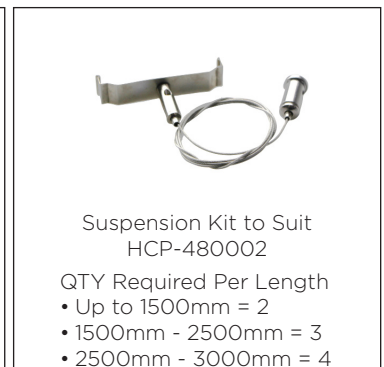 Suspension Kit to Suit
HCP-480002
QTY Required Per Length
• Up to 1500mm = 2
• 1500mm - 2500mm = 3
• 2500mm - 3000mm = 4